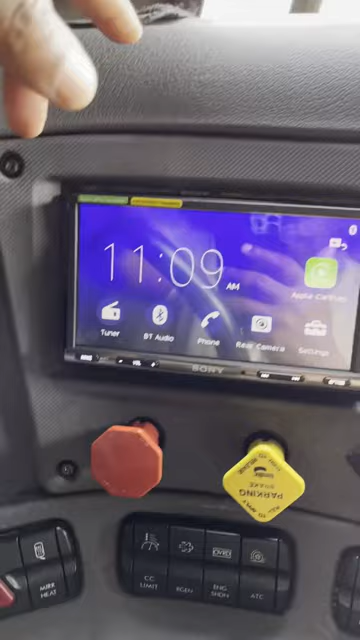 11:09 AM
Apple CarPlay
Tuner
BT Audio
Phone
Rear Camera
Settings
SONY
PARKING
BRAKE
MIRR
HEAT
CC
LIMIT
RGEN
ENG
SHDN
ATC